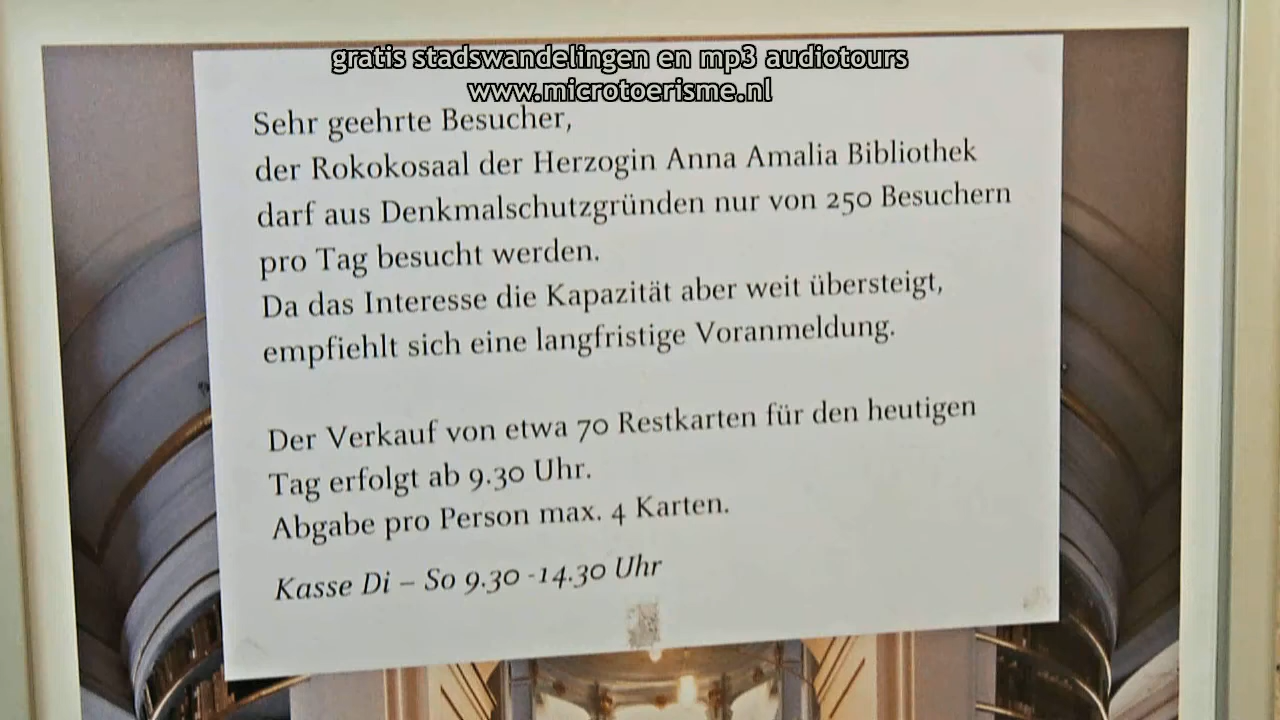 gratis stadswandelingen en mp3 audiotours
www.microtoerisme.nl
Sehr geehrte Besucher,
der Rokokosaal der Herzogin Anna Amalia Bibliothek
darf aus Denkmalschutzgründen nur von 250 Besuchern
pro Tag besucht werden.
Da das Interesse die Kapazität aber weit übersteigt,
empfiehlt sich eine langfristige Voranmeldung.
Der Verkauf von etwa 70 Restkarten für den heutigen
Tag erfolgt ab 9.30 Uhr.
Abgabe pro Person max. 4 Karten.
Kasse Di – So 9.30 -14.30 Uhr